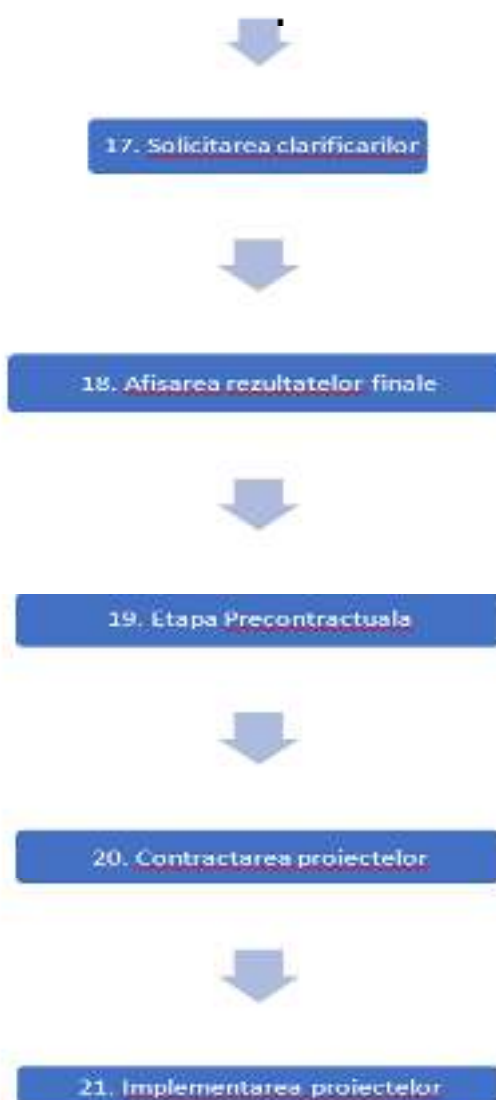 17. Solicitarea clarificarilor
18. Afisarea rezultatelor finale
19. Etapa Precontractuala
20. Contractarea proiectelor
21. Implementarea proiectelor